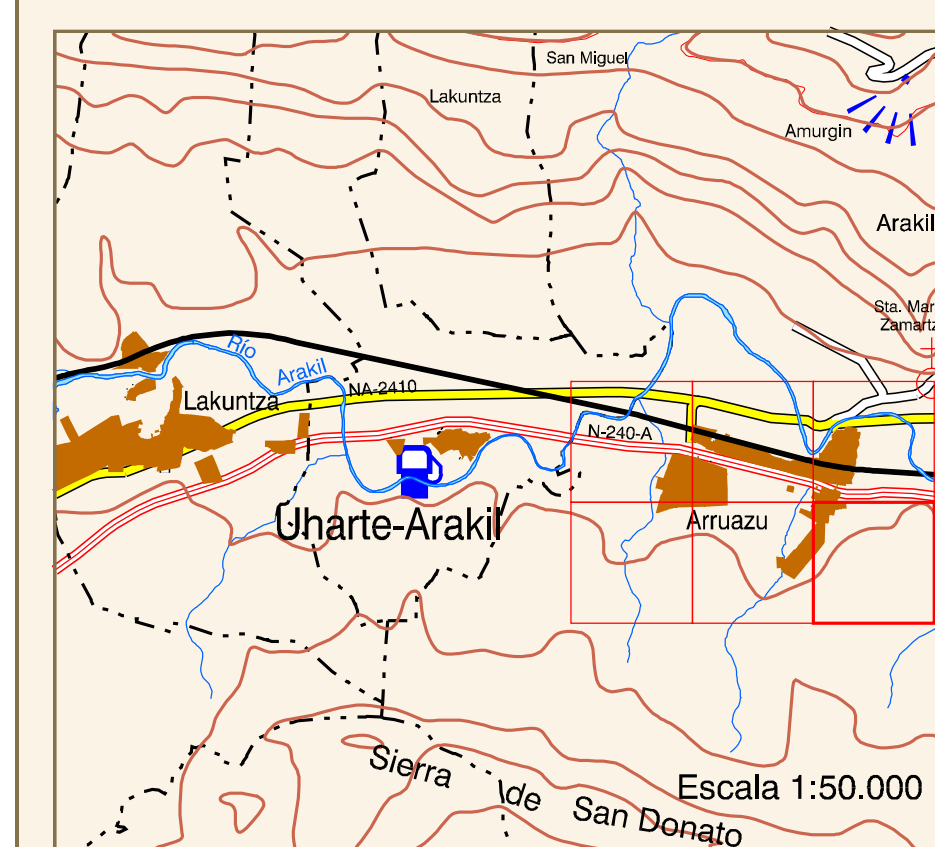 San Miguel
Lakuntza
Amurgin
Arakil
Sta. Mar
Zamartz
Río
Arakil
NA-2410
Lakuntza
N-240-A
Uharte-Arakil
Arruazu
Sierra de San Donato
Escala 1:50.000